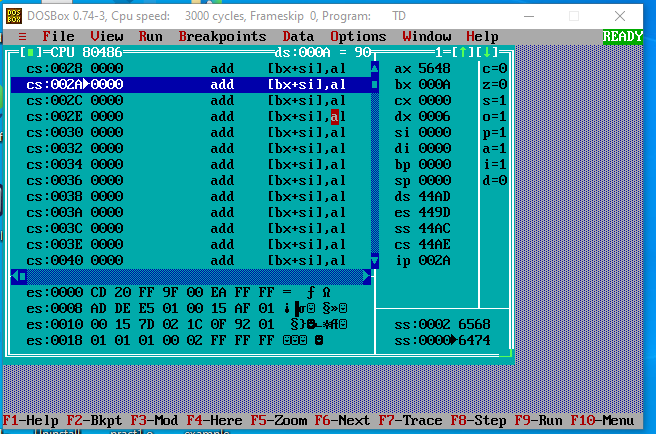 DOSBox 0.74-3, Cpu speed: 3000 cycles, Frameskip 0, Program: TD
≡ File View Run Breakpoints Data Options Window Help READY
[■]=CPU 80486 ds:000A = 90 1=[↑][↓]
cs:0028 0000 add [bx+si],al ax 5648 c=0
cs:002A▶0000 add [bx+si],al bx 000A z=0
cs:002C 0000 add [bx+si],al cx 0000 s=1
cs:002E 0000 add [bx+si],al dx 0006 o=1
cs:0030 0000 add [bx+si],al si 0000 p=1
cs:0032 0000 add [bx+si],al di 0000 a=1
cs:0034 0000 add [bx+si],al bp 0000 i=1
cs:0036 0000 add [bx+si],al sp 0000 d=0
cs:0038 0000 add [bx+si],al ds 44AD
cs:003A 0000 add [bx+si],al es 449D
cs:003C 0000 add [bx+si],al ss 44AC
cs:003E 0000 add [bx+si],al cs 44AE
cs:0040 0000 add [bx+si],al ip 002A
es:0000 CD 20 FF 9F 00 EA FF FF = ƒ Ω
es:0008 AD DE E5 01 00 15 AF 01
es:0010 00 15 7D 02 1C 0F 92 01 ss:0002 6568
es:0018 01 01 01 00 02 FF FF FF ss:0000▶6474
F1-Help F2-Bkpt F3-Mod F4-Here F5-Zoom F6-Next F7-Trace F8-Step F9-Run F10-Menu